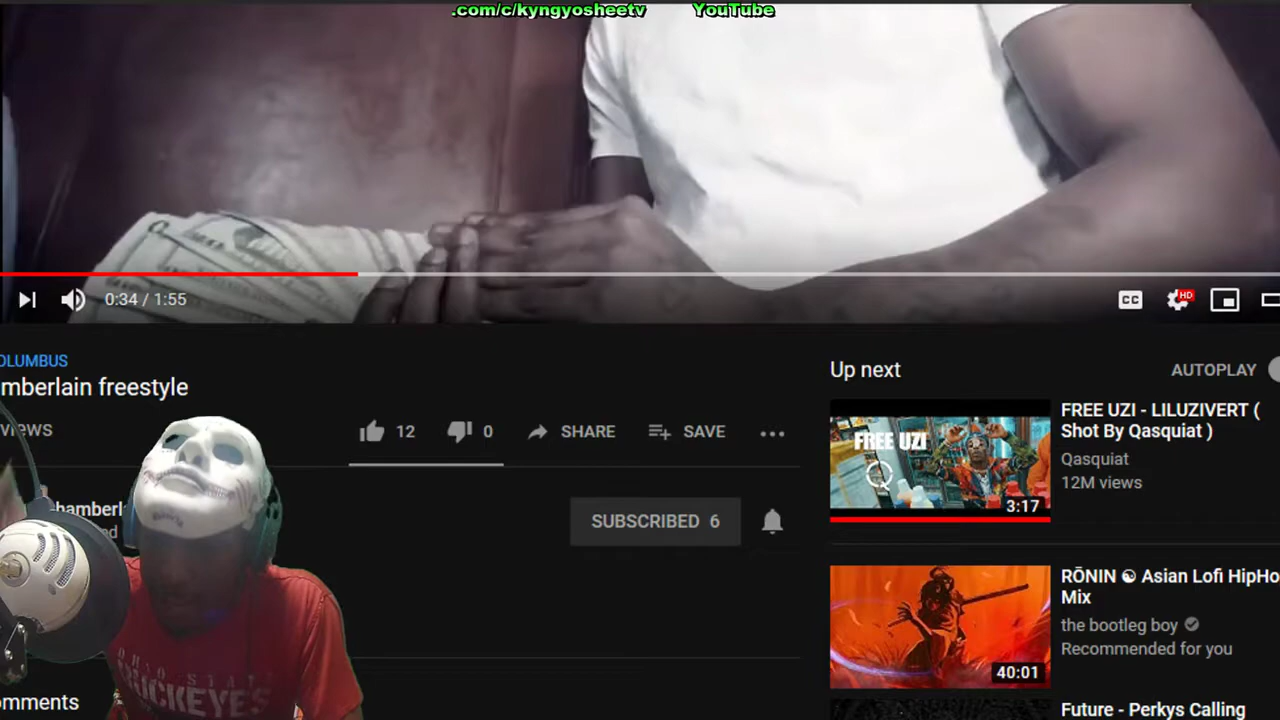 .com/c/kyngyosheetv YouTube
0:34 / 1:55
CC
HD
OLUMBUS
mberlain freestyle
views
12
0
SHARE
SAVE
hamberl
SUBSCRIBED 6
omments
OHIO STATE
BUCKEYES
Up next
AUTOPLAY
FREE UZI
3:17
FREE UZI - LILUZIVERT (
Shot By Qasquiat )
Qasquiat
12M views
40:01
RŌNIN ☯ Asian Lofi HipHo
Mix
the bootleg boy
Recommended for you
Future - Perkys Calling